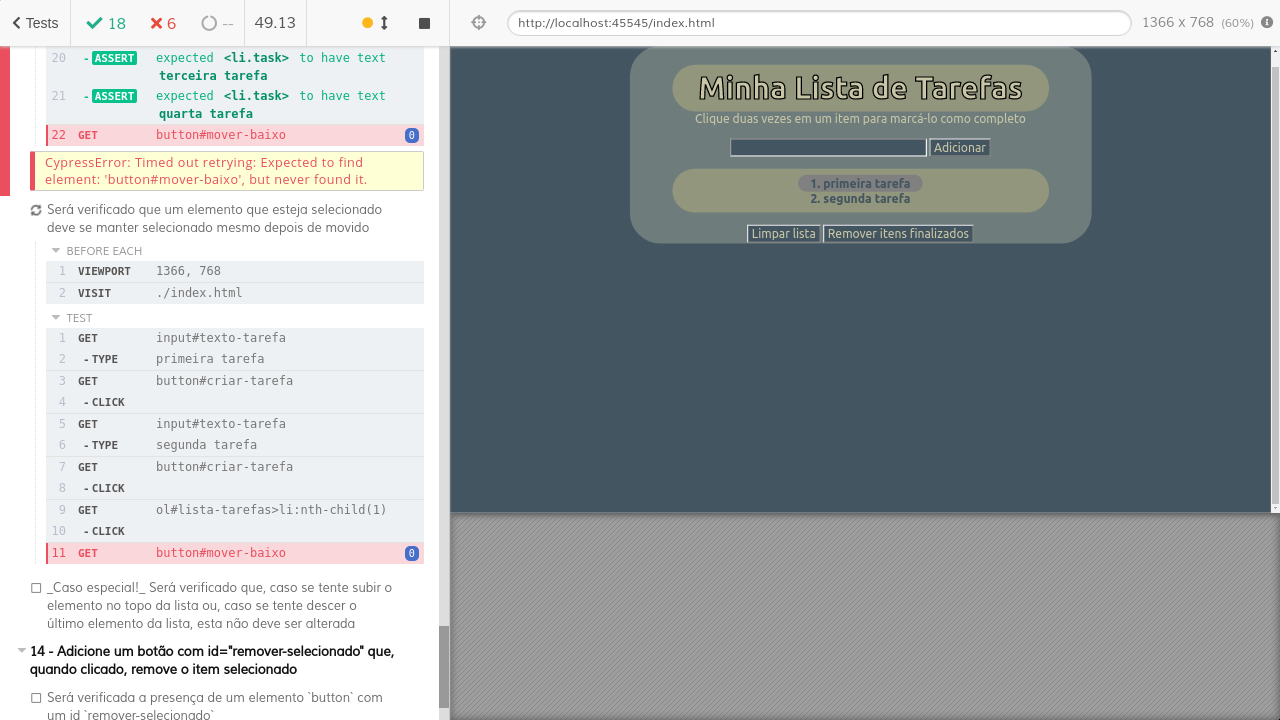 Tests 18 6 -- 49.13
http://localhost:45545/index.html 1366 x 768 (60%)
20 - ASSERT expected <li.task> to have text
terceira tarefa
21 - ASSERT expected <li.task> to have text
quarta tarefa
22 GET button#mover-baixo 0
CypressError: Timed out retrying: Expected to find
element: 'button#mover-baixo', but never found it.
Será verificado que um elemento que esteja selecionado
deve se manter selecionado mesmo depois de movido
BEFORE EACH
1 VIEWPORT 1366, 768
2 VISIT ./index.html
TEST
1 GET input#texto-tarefa
2 - TYPE primeira tarefa
3 GET button#criar-tarefa
4 - CLICK
5 GET input#texto-tarefa
6 - TYPE segunda tarefa
7 GET button#criar-tarefa
8 - CLICK
9 GET ol#lista-tarefas>li:nth-child(1)
10 - CLICK
11 GET button#mover-baixo 0
_Caso especial!_ Será verificado que, caso se tente subir o
elemento no topo da lista ou, caso se tente descer o
último elemento da lista, esta não deve ser alterada
14 - Adicione um botão com id="remover-selecionado" que,
quando clicado, remove o item selecionado
Será verificada a presença de um elemento `button` com
um id `remover-selecionado`
Minha Lista de Tarefas
Clique duas vezes em um item para marcá-lo como completo
Adicionar
1. primeira tarefa
2. segunda tarefa
Limpar lista Remover itens finalizados